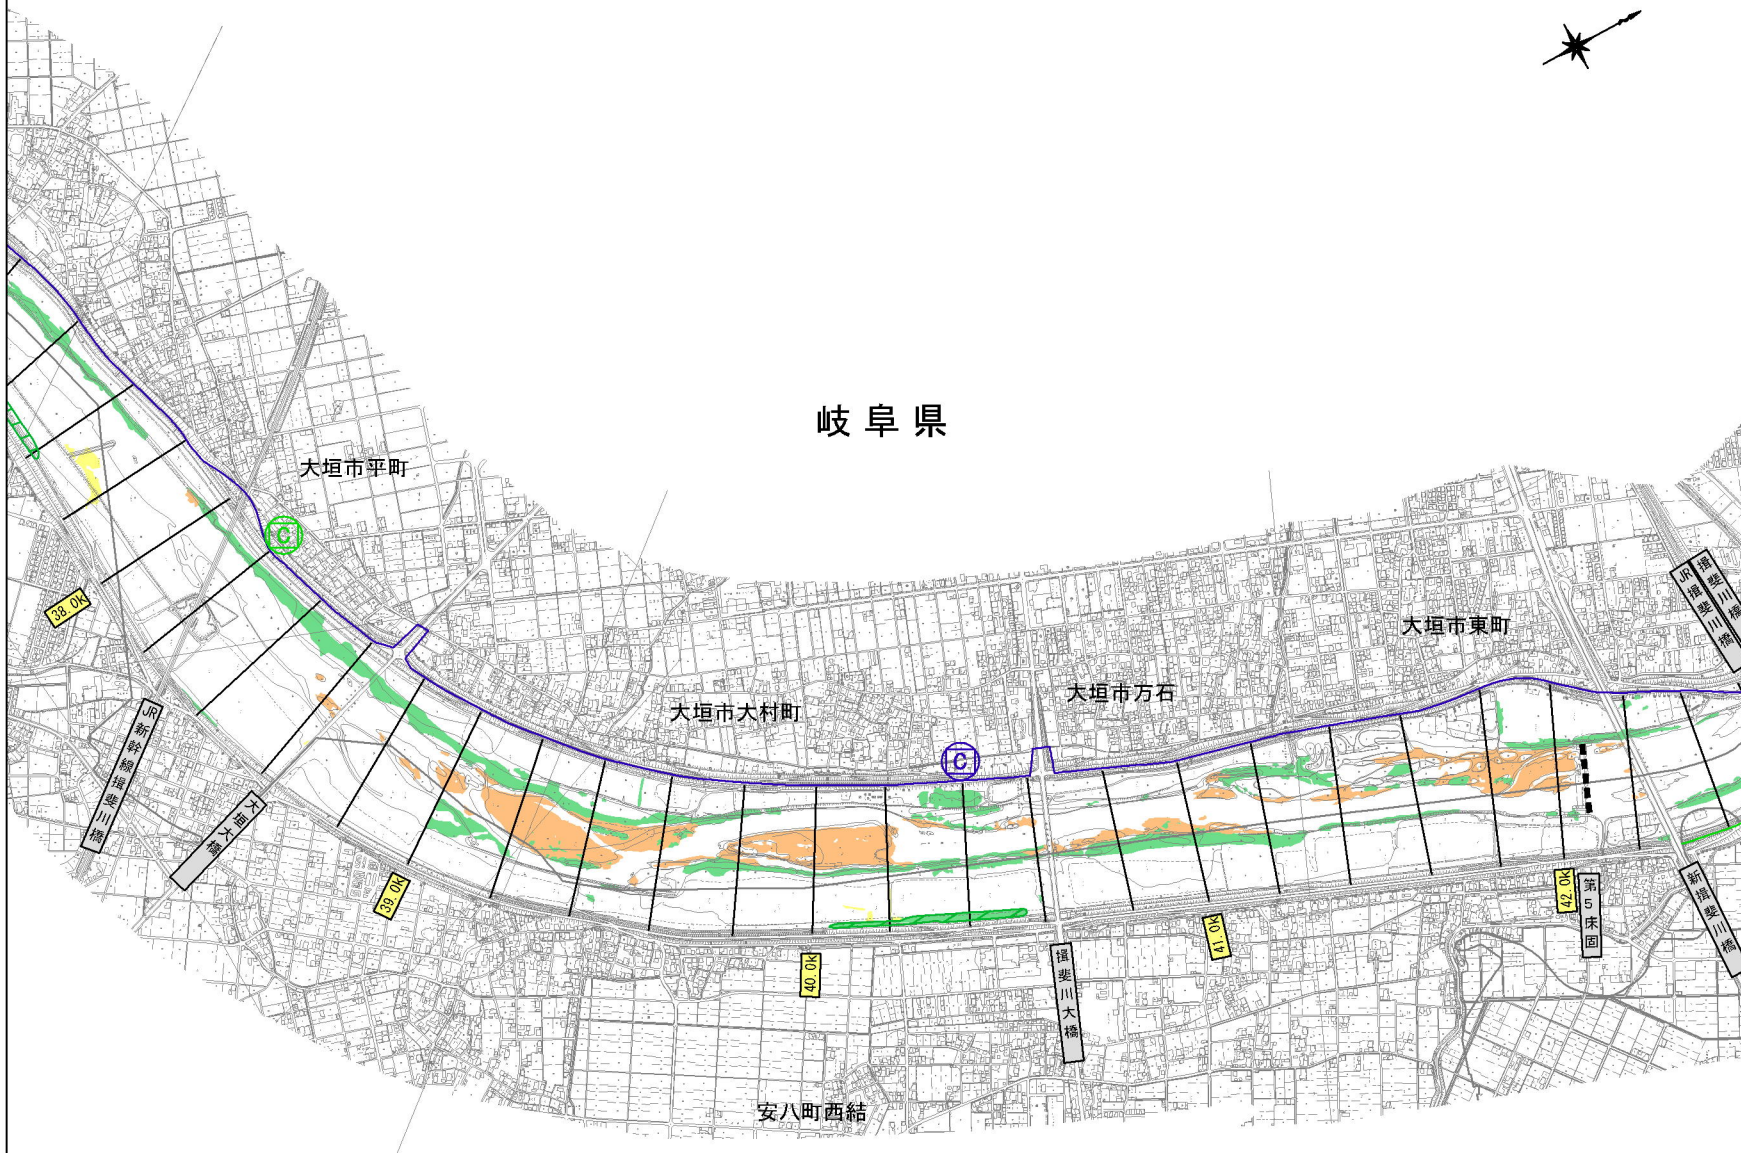 岐阜県
大垣市平町
C
38.0k
JR新幹線揖斐川橋
大垣大橋
39.0k
大垣市大村町
C
大垣市万石
大垣市東町
JR揖斐川橋
揖斐川橋
40.0k
揖斐川大橋
41.0k
42.0k
第5床固
新揖斐川橋
安八町西結